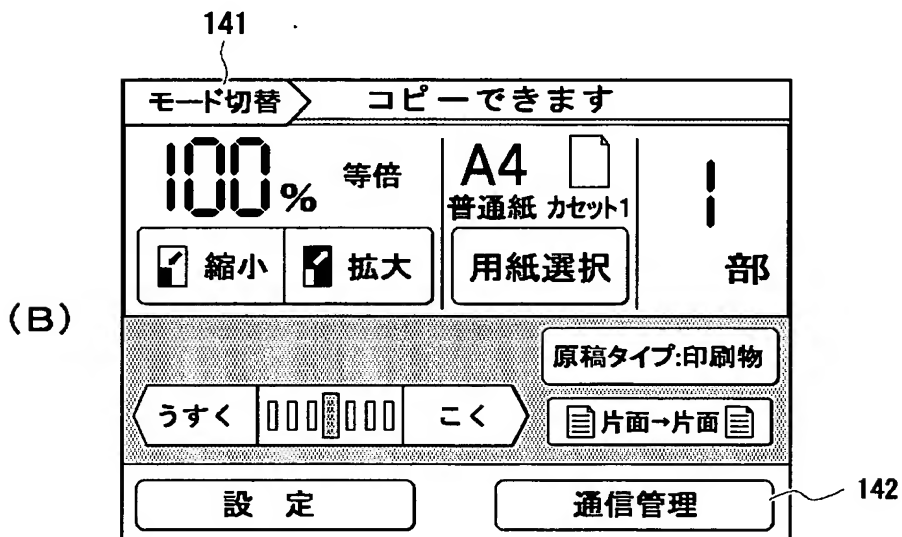 141
モード切替 コピーできます
100% 等倍 A4 1
普通紙 カセット1
縮小 拡大 用紙選択 部
(B)
原稿タイプ:印刷物
うすく こく 片面→片面
設 定 通信管理 142